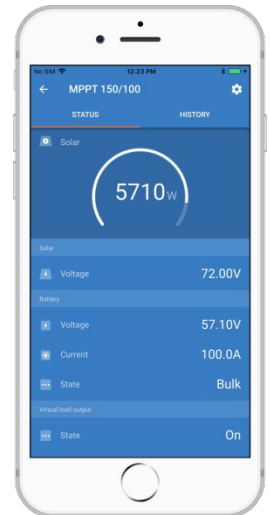 No SIM 12:23 PM
MPPT 150/100
STATUS HISTORY
Solar
5710W
Solar
Voltage 72.00V
Battery
Voltage 57.10V
Current 100.0A
State Bulk
Virtual load output
State On